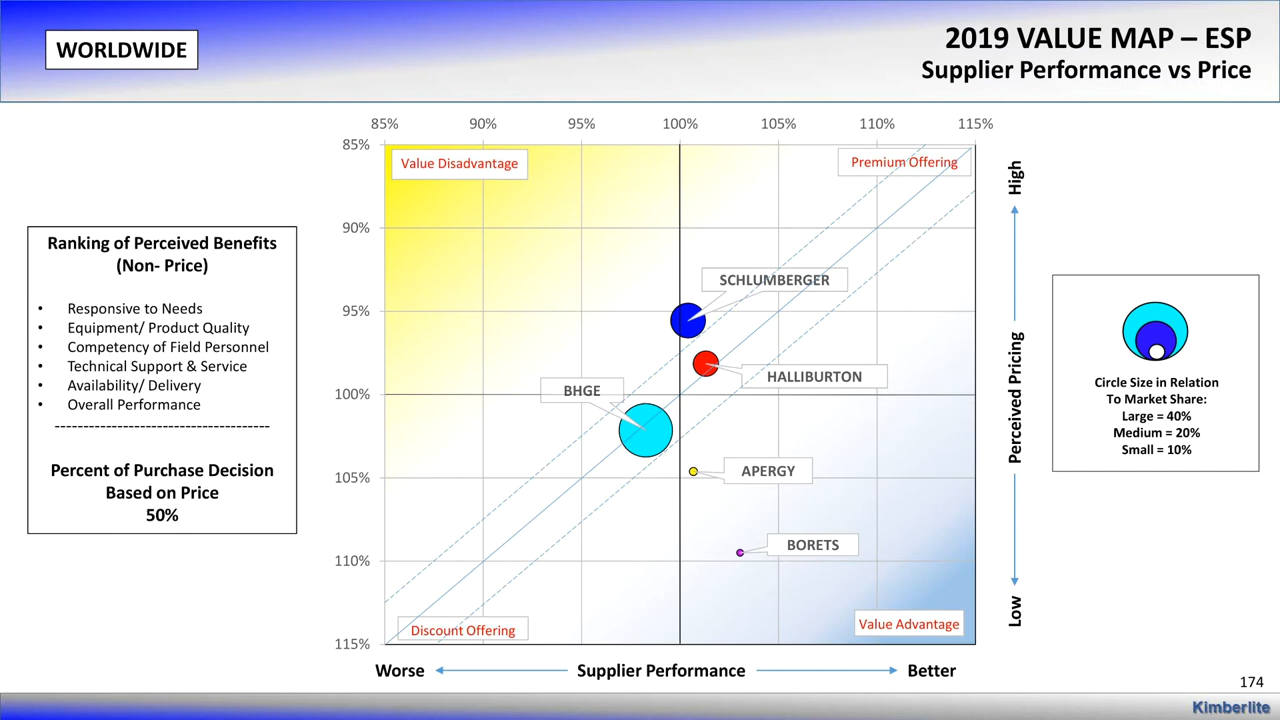 WORLDWIDE
2019 VALUE MAP – ESP
Supplier Performance vs Price
85% 90% 95% 100% 105% 110% 115%
85%
90%
95%
100%
105%
110%
115%
Value Disadvantage
Premium Offering
Discount Offering
Value Advantage
SCHLUMBERGER
HALLIBURTON
BHGE
APERGY
BORETS
Worse
Supplier Performance
Better
High
Perceived Pricing
Low
Ranking of Perceived Benefits
(Non- Price)
• Responsive to Needs
• Equipment/ Product Quality
• Competency of Field Personnel
• Technical Support & Service
• Availability/ Delivery
• Overall Performance
-------------------------------------
Percent of Purchase Decision
Based on Price
50%
Circle Size in Relation
To Market Share:
Large = 40%
Medium = 20%
Small = 10%
174
Kimberlite